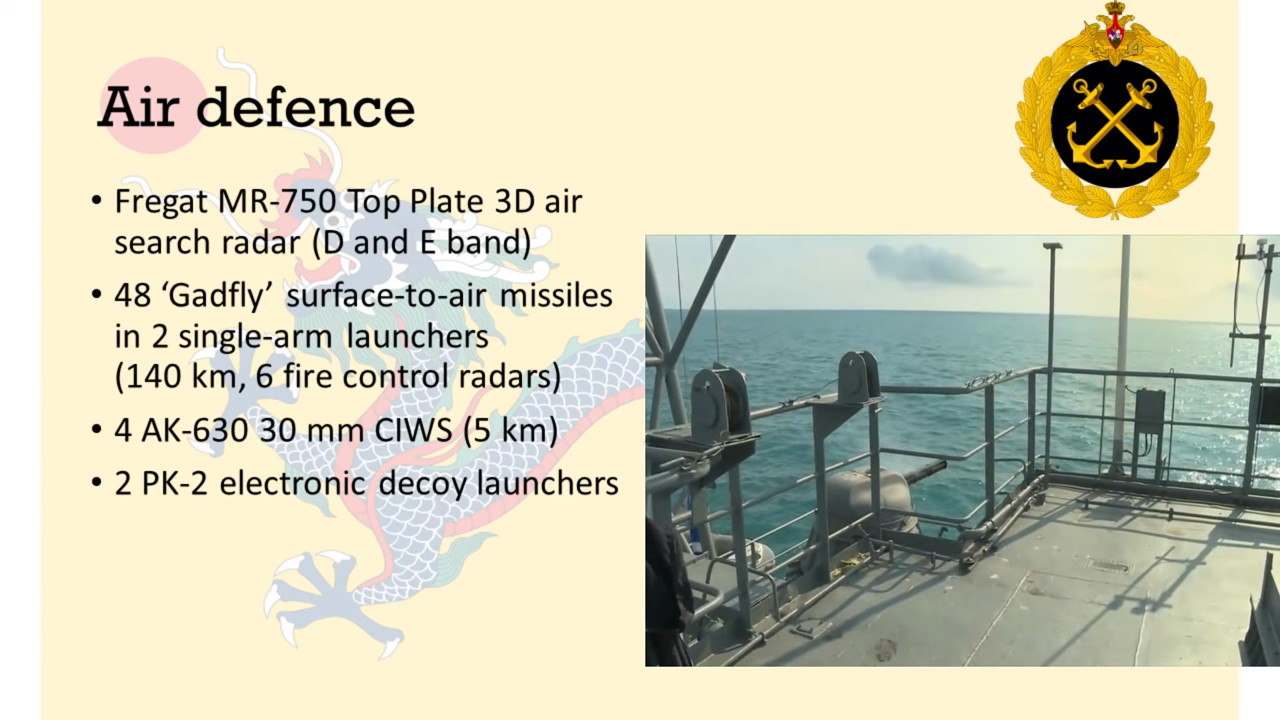 Air defence
• Fregat MR-750 Top Plate 3D air
search radar (D and E band)
• 48 ‘Gadfly’ surface-to-air missiles
in 2 single-arm launchers
(140 km, 6 fire control radars)
• 4 AK-630 30 mm CIWS (5 km)
• 2 PK-2 electronic decoy launchers